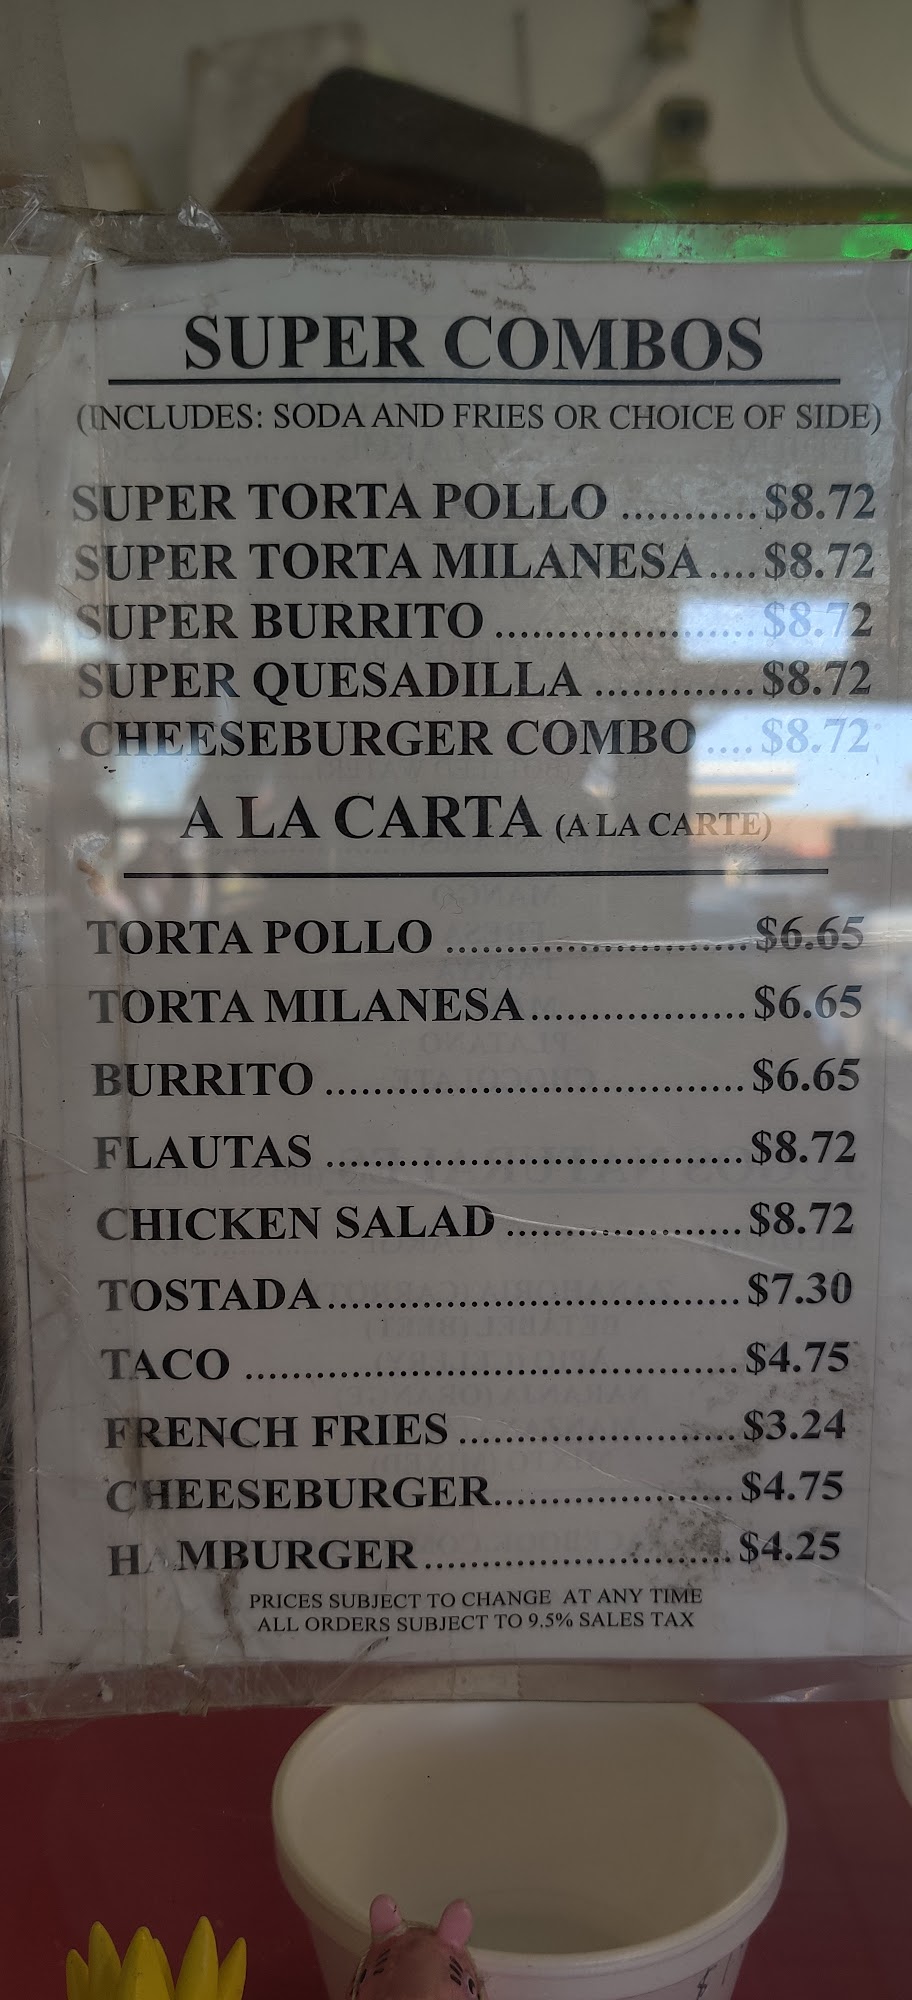 SUPER COMBOS
(INCLUDES: SODA AND FRIES OR CHOICE OF SIDE)
SUPER TORTA POLLO ........... $8.72
SUPER TORTA MILANESA .... $8.72
SUPER BURRITO ...................... $8.72
SUPER QUESADILLA ............. $8.72
CHEESEBURGER COMBO .... $8.72
A LA CARTA (A LA CARTE)
TORTA POLLO ............................ $6.65
TORTA MILANESA .................... $6.65
BURRITO ....................................... $6.65
FLAUTAS ....................................... $8.72
CHICKEN SALAD ...................... $8.72
TOSTADA ...................................... $7.30
TACO .............................................. $4.75
FRENCH FRIES .......................... $3.24
CHEESEBURGER ....................... $4.75
HAMBURGER .............................. $4.25
PRICES SUBJECT TO CHANGE AT ANY TIME
ALL ORDERS SUBJECT TO 9.5% SALES TAX